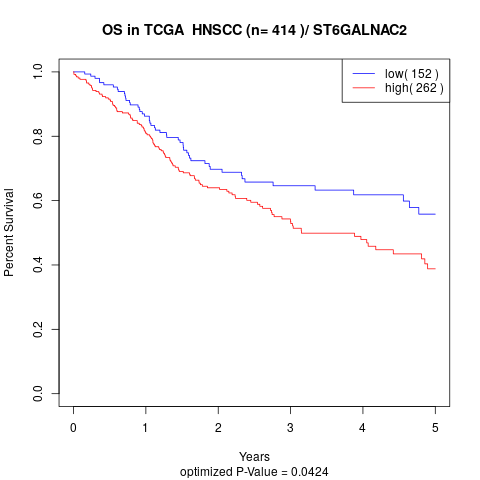 OS in TCGA HNSCC (n= 414 )/ ST6GALNAC2
low( 152 )
high( 262 )
Percent Survival
1.0
0.8
0.6
0.4
0.2
0.0
0 1 2 3 4 5
Years
optimized P-Value = 0.0424